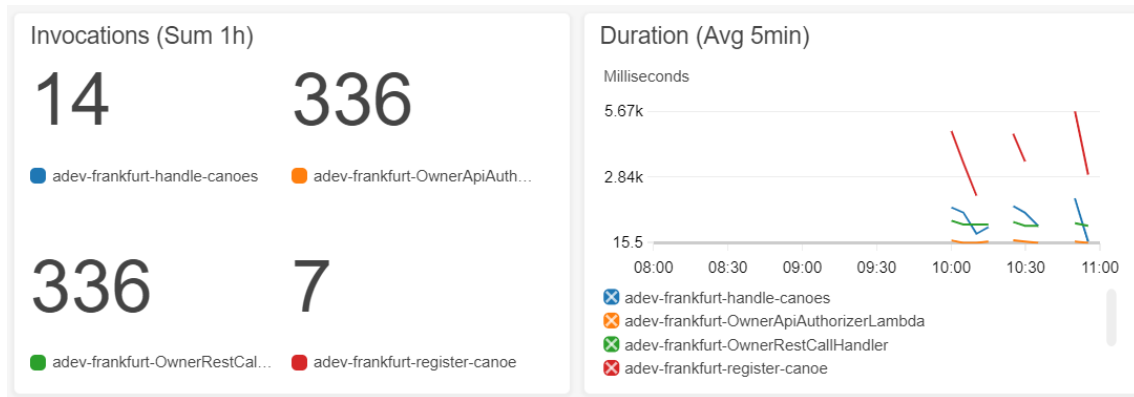 Invocations (Sum 1h)
14
336
adev-frankfurt-handle-canoes
adev-frankfurt-OwnerApiAuth...
336
7
adev-frankfurt-OwnerRestCal...
adev-frankfurt-register-canoe
Duration (Avg 5min)
Milliseconds
5.67k
2.84k
15.5
08:00 08:30 09:00 09:30 10:00 10:30 11:00
adev-frankfurt-handle-canoes
adev-frankfurt-OwnerApiAuthorizerLambda
adev-frankfurt-OwnerRestCallHandler
adev-frankfurt-register-canoe